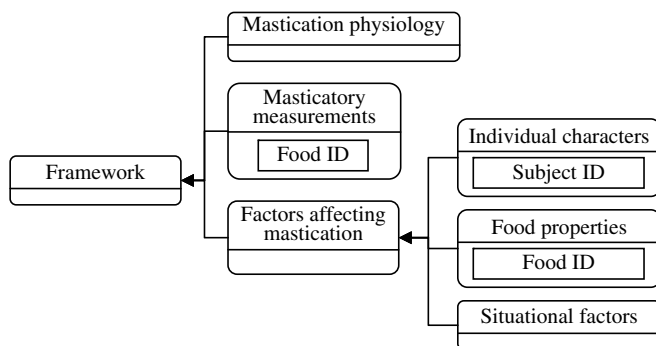 Mastication physiology
Masticatory
measurements
Food ID
Framework
Factors affecting
mastication
Individual characters
Subject ID
Food properties
Food ID
Situational factors